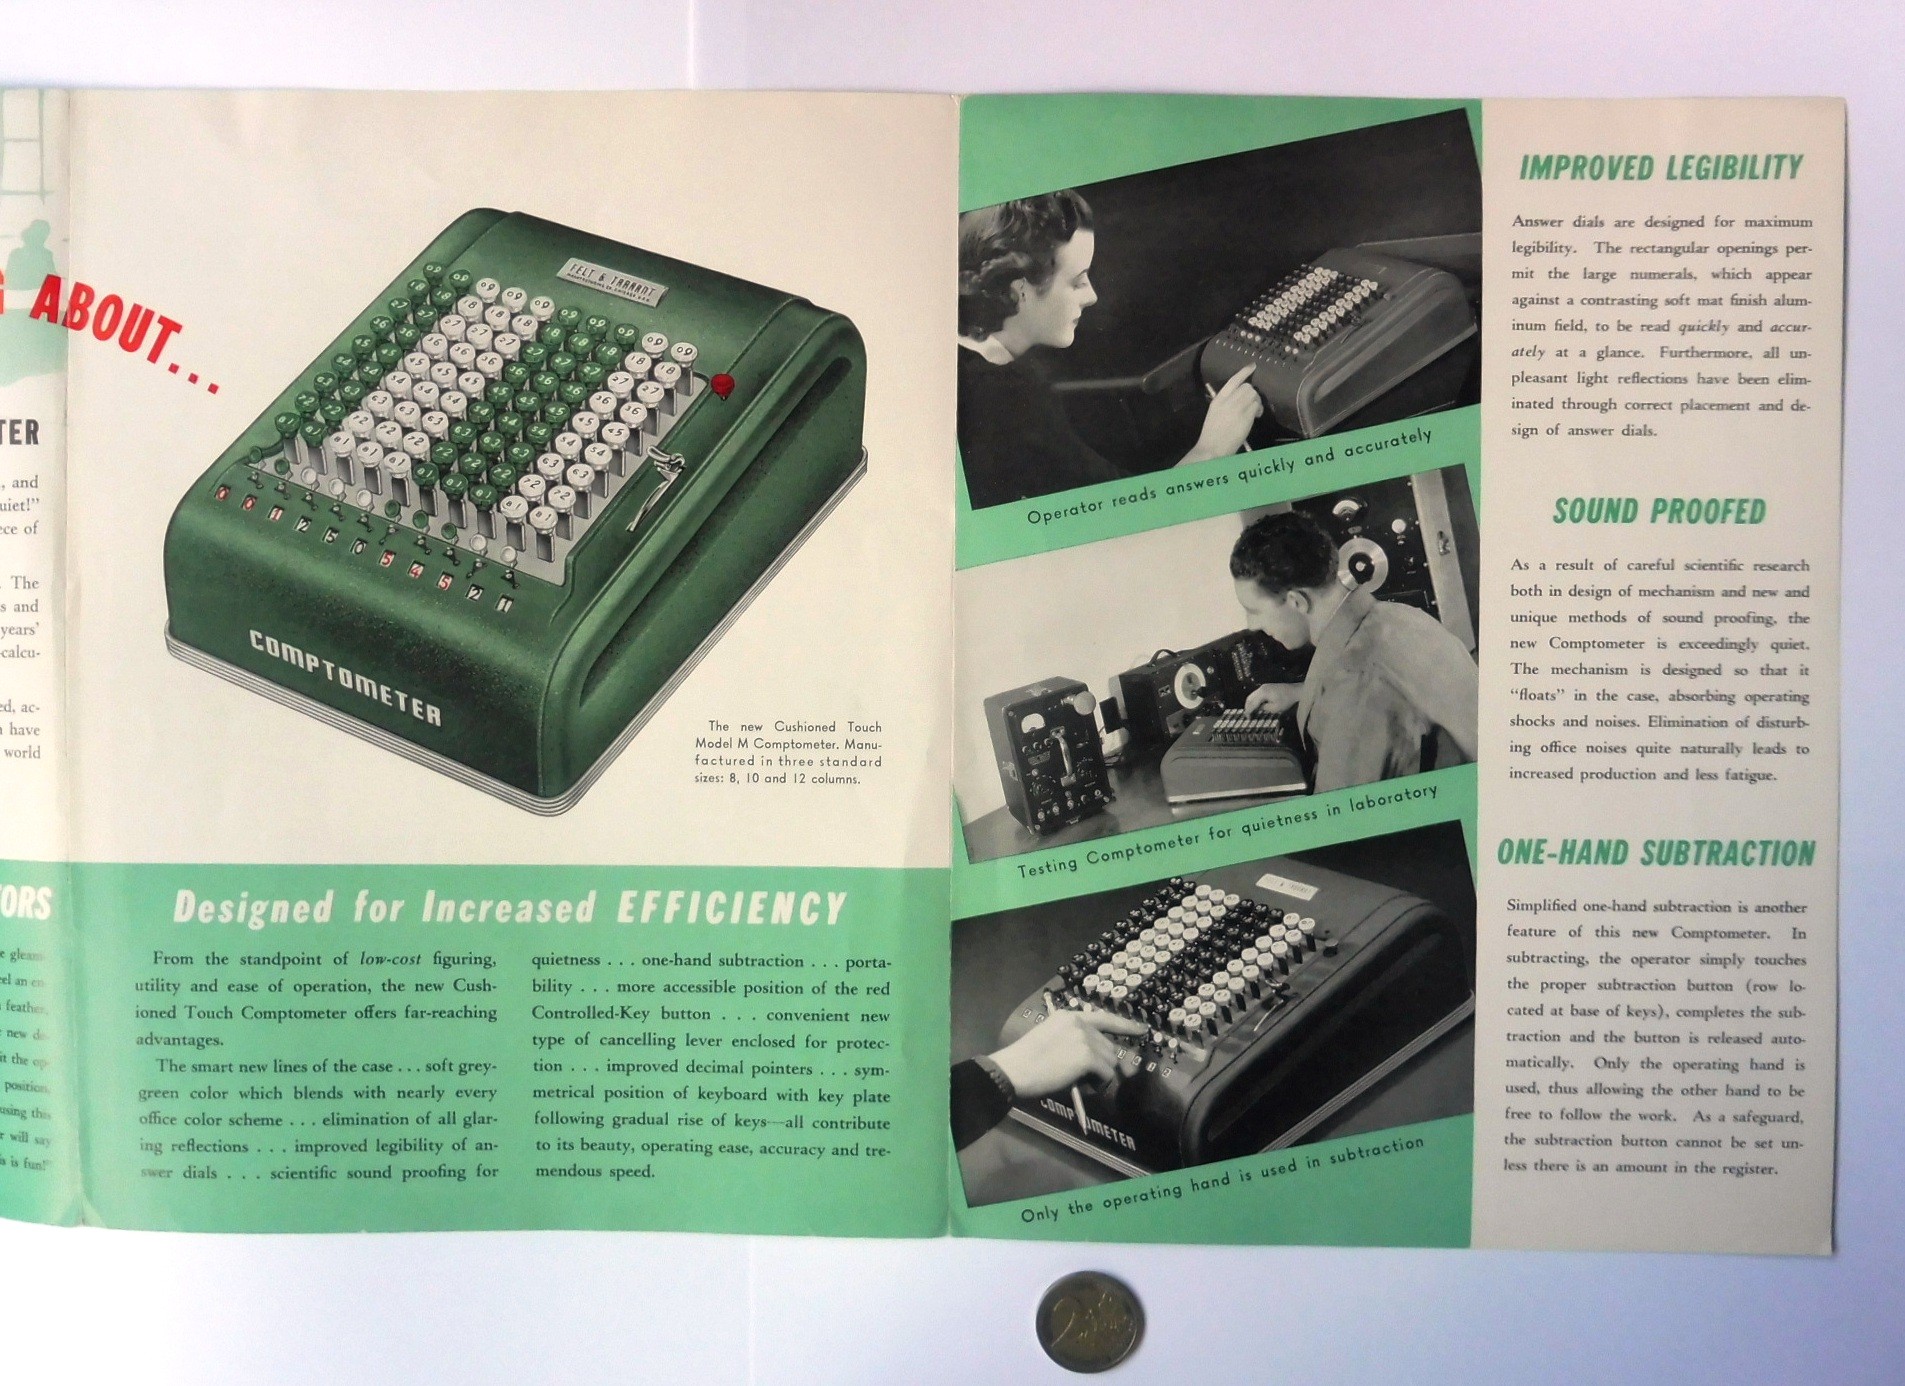 ABOUT...
TER
, and
uiet!"
ece of
. The
s and
years'
-calcu-
ed, ac-
have
world
TORS
e gleam-
feather,
new de-
it the op-
position,
using this
r will say
is is fun!"
FELT & TARRANT
COMPTOMETER
The new Cushioned Touch
Model M Comptometer. Manu-
factured in three standard
sizes: 8, 10 and 12 columns.
Designed for Increased EFFICIENCY
From the standpoint of low-cost figuring,
utility and ease of operation, the new Cush-
ioned Touch Comptometer offers far-reaching
advantages.
The smart new lines of the case . . . soft grey-
green color which blends with nearly every
office color scheme . . . elimination of all glar-
ing reflections . . . improved legibility of an-
swer dials . . . scientific sound proofing for
quietness . . . one-hand subtraction . . . porta-
bility . . . more accessible position of the red
Controlled-Key button . . . convenient new
type of cancelling lever enclosed for protec-
tion . . . improved decimal pointers . . . sym-
metrical position of keyboard with key plate
following gradual rise of keys—all contribute
to its beauty, operating ease, accuracy and tre-
mendous speed.
Operator reads answers quickly and accurately
Testing Comptometer for quietness in laboratory
COMPTOMETER
Only the operating hand is used in subtraction
IMPROVED LEGIBILITY
Answer dials are designed for maximum
legibility. The rectangular openings per-
mit the large numerals, which appear
against a contrasting soft mat finish alum-
inum field, to be read quickly and accur-
ately at a glance. Furthermore, all un-
pleasant light reflections have been elim-
inated through correct placement and de-
sign of answer dials.
SOUND PROOFED
As a result of careful scientific research
both in design of mechanism and new and
unique methods of sound proofing, the
new Comptometer is exceedingly quiet.
The mechanism is designed so that it
"floats" in the case, absorbing operating
shocks and noises. Elimination of disturb-
ing office noises quite naturally leads to
increased production and less fatigue.
ONE-HAND SUBTRACTION
Simplified one-hand subtraction is another
feature of this new Comptometer. In
subtracting, the operator simply touches
the proper subtraction button (row lo-
cated at base of keys), completes the sub-
traction and the button is released auto-
matically. Only the operating hand is
used, thus allowing the other hand to be
free to follow the work. As a safeguard,
the subtraction button cannot be set un-
less there is an amount in the register.